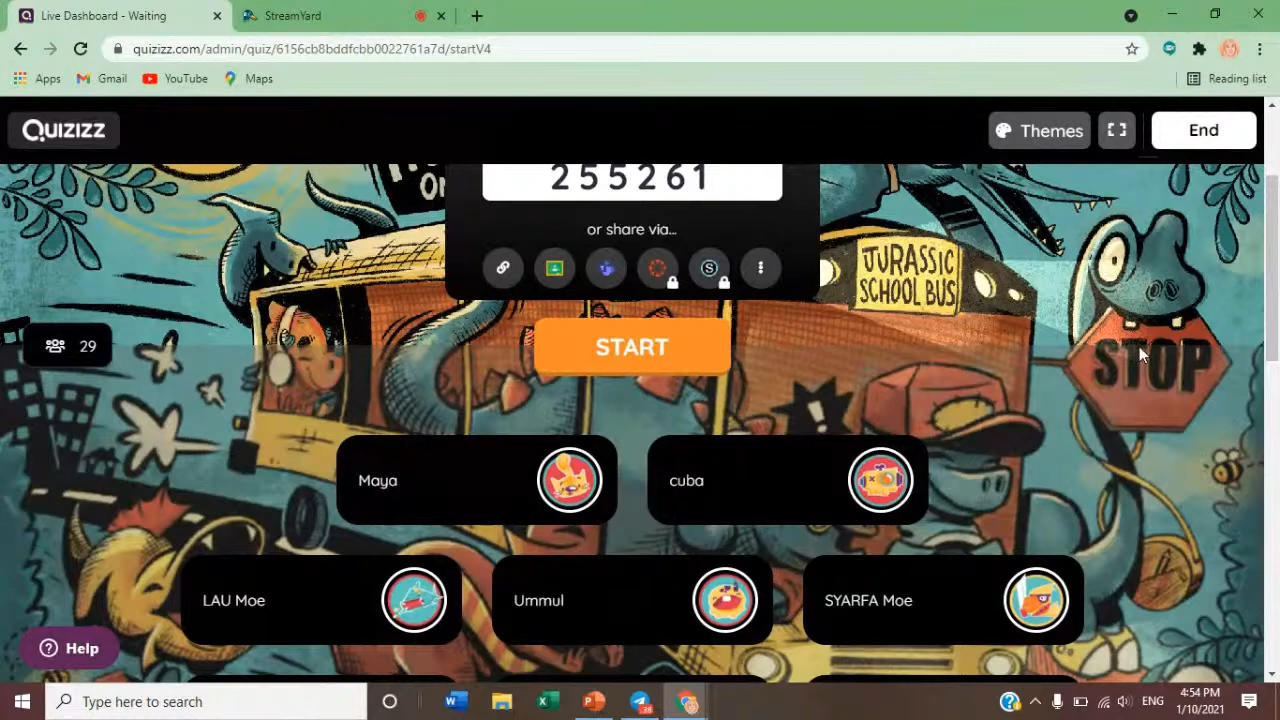 Live Dashboard - Waiting
StreamYard
quizizz.com/admin/quiz/6156cb8bddfcbb0022761a7d/startV4
Apps
Gmail
YouTube
Maps
Reading list
Quizizz
Themes
End
255261
or share via...
JURASSIC
SCHOOL BUS
29
START
STOP
!
Maya
cuba
LAU Moe
Ummul
SYARFA Moe
Help
Type here to search
38
ENG
4:54 PM
1/10/2021